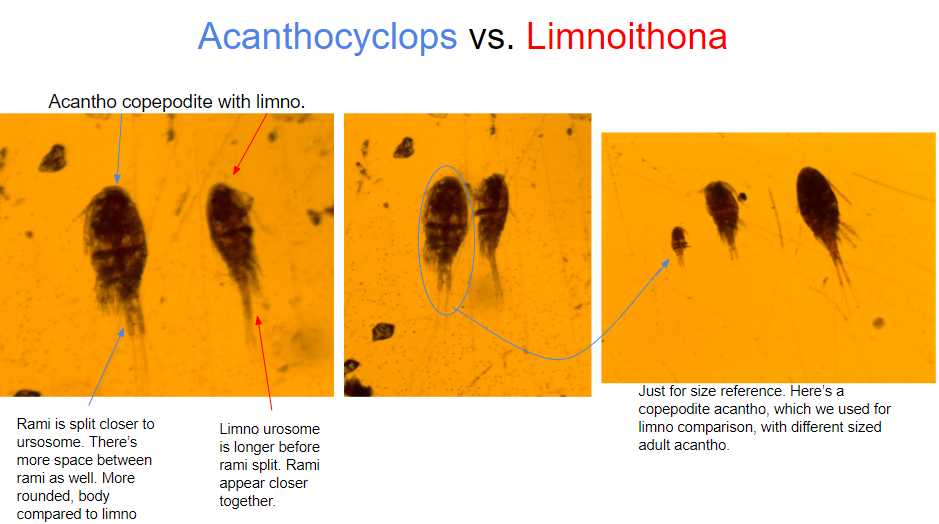 Acanthocyclops vs. Limnoithona
Acantho copepodite with limno.
Rami is split closer to
ursosome. There's
more space between
rami as well. More
rounded, body
compared to limno
Limno urosome
is longer before
rami split. Rami
appear closer
together.
Just for size reference. Here's a
copepodite acantho, which we used for
limno comparison, with different sized
adult acantho.